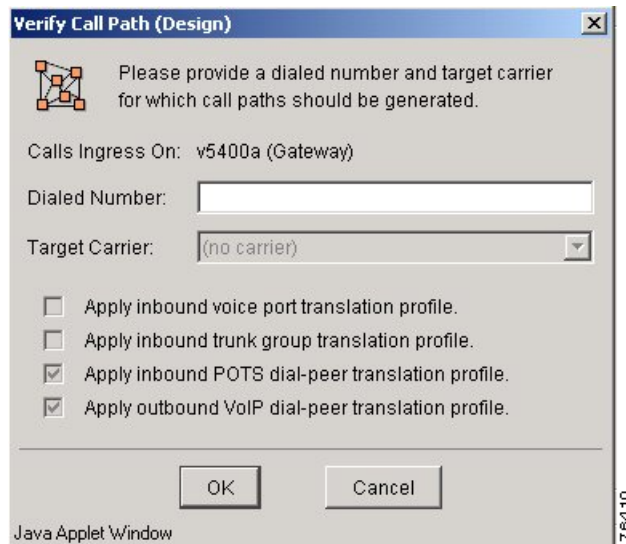 Verify Call Path (Design)
Please provide a dialed number and target carrier
for which call paths should be generated.
Calls Ingress On: v5400a (Gateway)
Dialed Number:
Target Carrier: (no carrier)
Apply inbound voice port translation profile.
Apply inbound trunk group translation profile.
Apply inbound POTS dial-peer translation profile.
Apply outbound VoIP dial-peer translation profile.
OK Cancel
Java Applet Window
76419